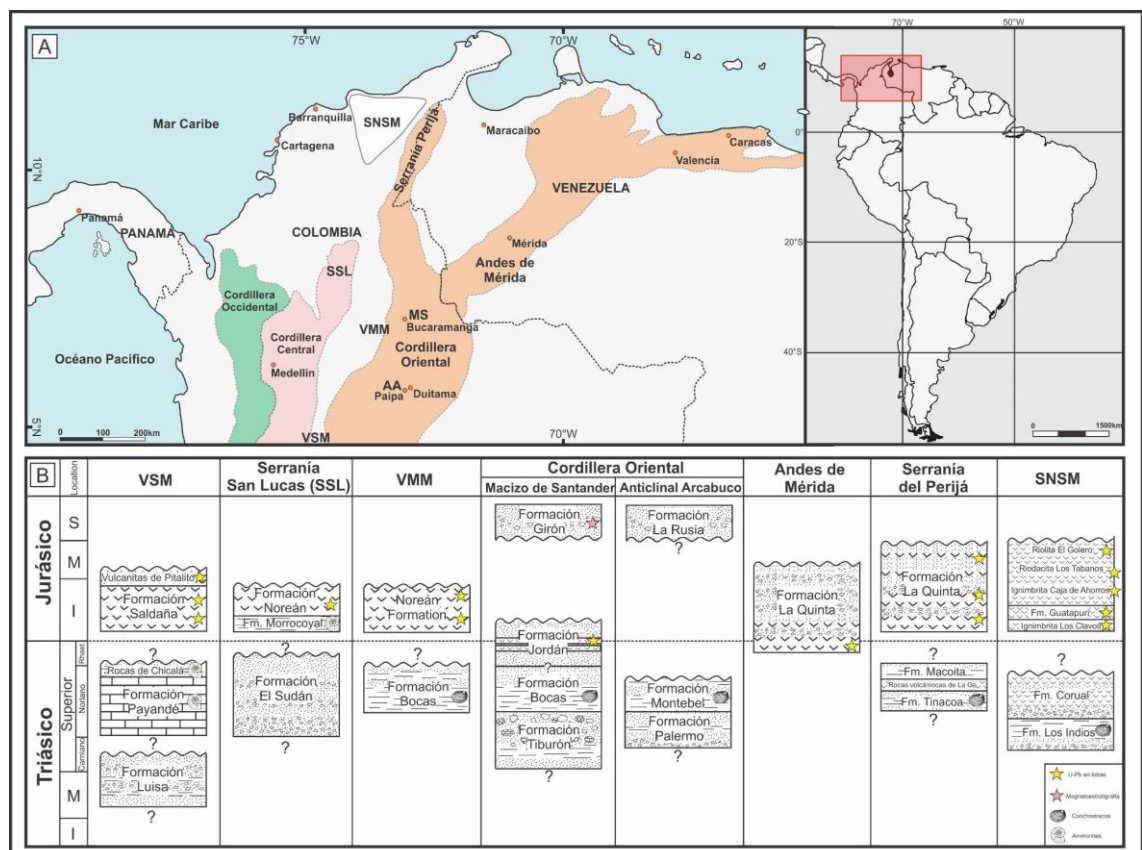 A
75°W
70°W
70°W
50°W
Mar Caribe
Barranquilla
SNSM
Cartagena
Serranía Perijá
Maracaibo
Caracas
Valencia
0°
10°N
VENEZUELA
Panamá
PANAMÁ
COLOMBIA
SSL
Mérida
Andes de
Mérida
20°S
Cordillera
Occidental
MS
Bucaramanga
VMM
Cordillera
Central
Cordillera
Oriental
Océano Pacífico
Medellín
40°S
AA
Paipa
Duitama
5°N
VSM
70°W
0 100 200km
0 1500km
B
Location
VSM
Serranía
San Lucas (SSL)
VMM
Cordillera Oriental
Macizo de Santander
Anticlinal Arcabuco
Andes de
Mérida
Serranía
del Perijá
SNSM
Jurásico
S
M
I
Triásico
Superior
Rhaet.
Noriano
Carniano
M
I
Vulcanitas de Pitalito
Formación
Saldaña
?
Rocas de Chicalá
Formación
Payandé
?
Formación
Luisa
?
Formación
Noreán
Fm. Morrocoyal
?
Formación
El Sudán
?
Noreán
Formation
?
Formación
Bocas
?
Formación
Girón
Formación
Jordán
?
Formación
Bocas
Formación
Tiburón
?
Formación
La Rusia
?
Formación
Montebel
Formación
Palermo
?
Formación
La Quinta
Formación
La Quinta
?
Fm. Macoita
Rocas volcánicas de La Ge
Fm. Tinacoa
?
Riolita El Golero
Riodacita Los Tabanos
Ignimbrita Caja de Ahorros
Fm. Guatapurí
Ignimbrita Los Clavos
?
Fm. Corual
Fm. Los Indios
?
U-Pb en tobas
Magnetoestratigrafía
Conchostracos
Ammonites